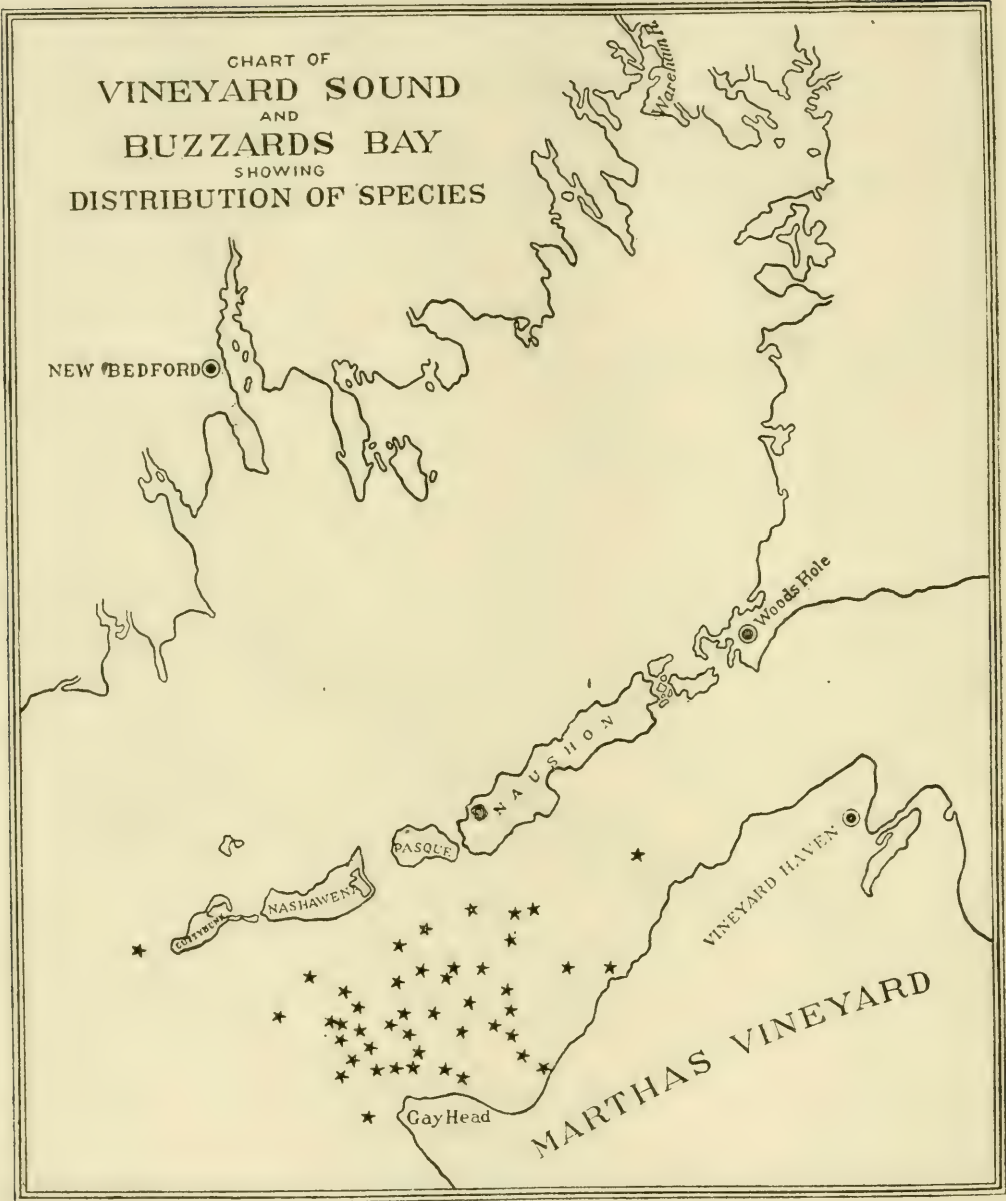 CHART OF
VINEYARD SOUND
AND
BUZZARDS BAY
SHOWING
DISTRIBUTION OF SPECIES
Wareham R.
NEW BEDFORD
Woods Hole
NAUSHON
PASQUE
NASHAWENA
CUTTYHUNK
VINEYARD HAVEN
MARTHAS VINEYARD
Gay Head